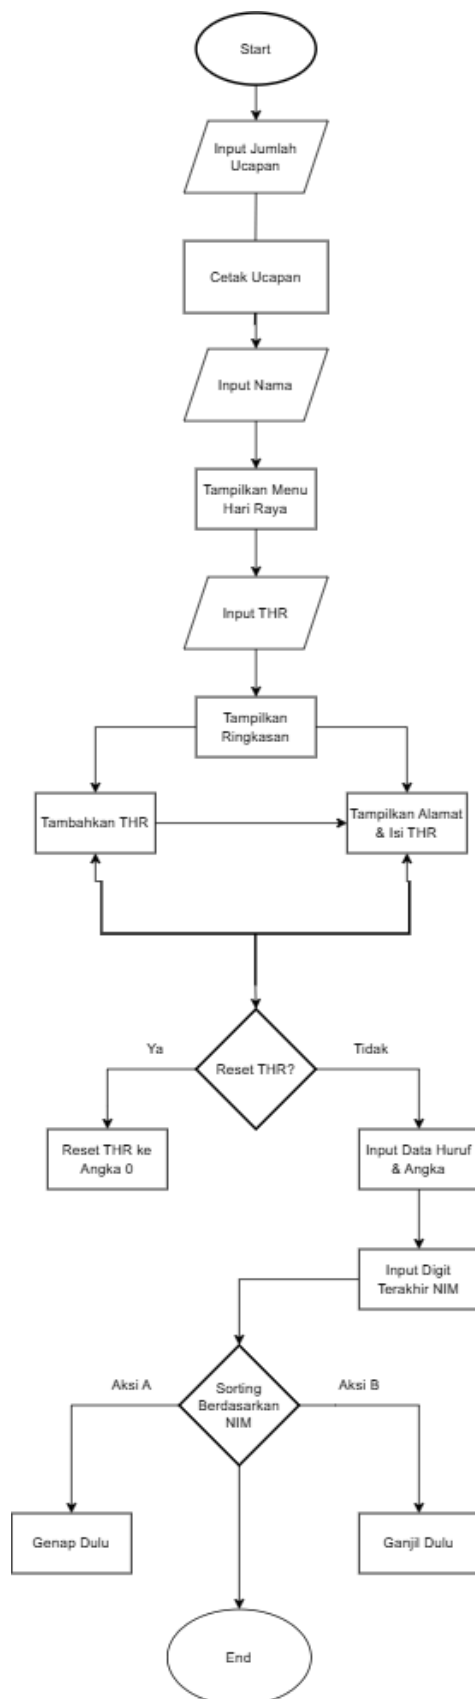 Start
Input Jumlah
Ucapan
Cetak Ucapan
Input Nama
Tampilkan Menu
Hari Raya
Input THR
Tampilkan
Ringkasan
Tambahkan THR
Tampilkan Alamat
& Isi THR
Ya
Reset THR?
Tidak
Reset THR ke
Angka 0
Input Data Huruf
& Angka
Input Digit
Terakhir NIM
Aksi A
Sorting
Berdasarkan
NIM
Aksi B
Genap Dulu
Ganjil Dulu
End